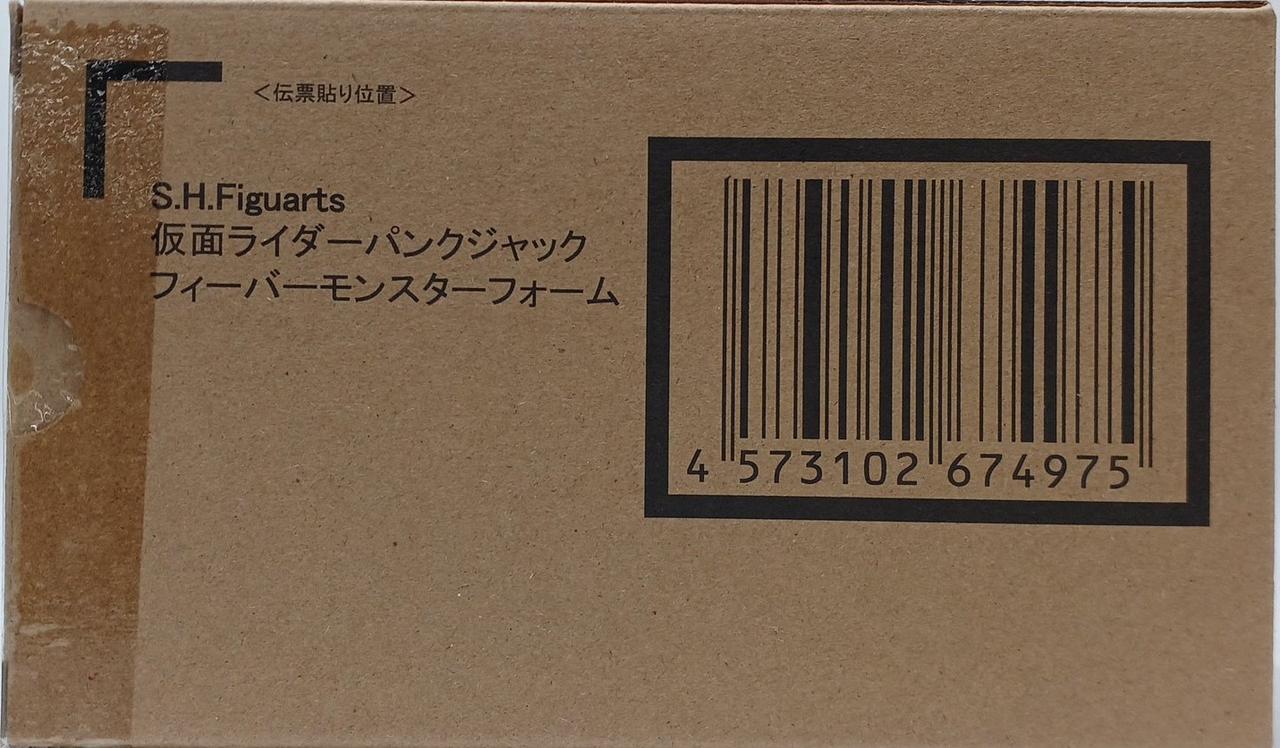 ＜伝票貼り位置＞
S.H.Figuarts
仮面ライダーパンクジャック
フィーバーモンスターフォーム
4 573102 674975